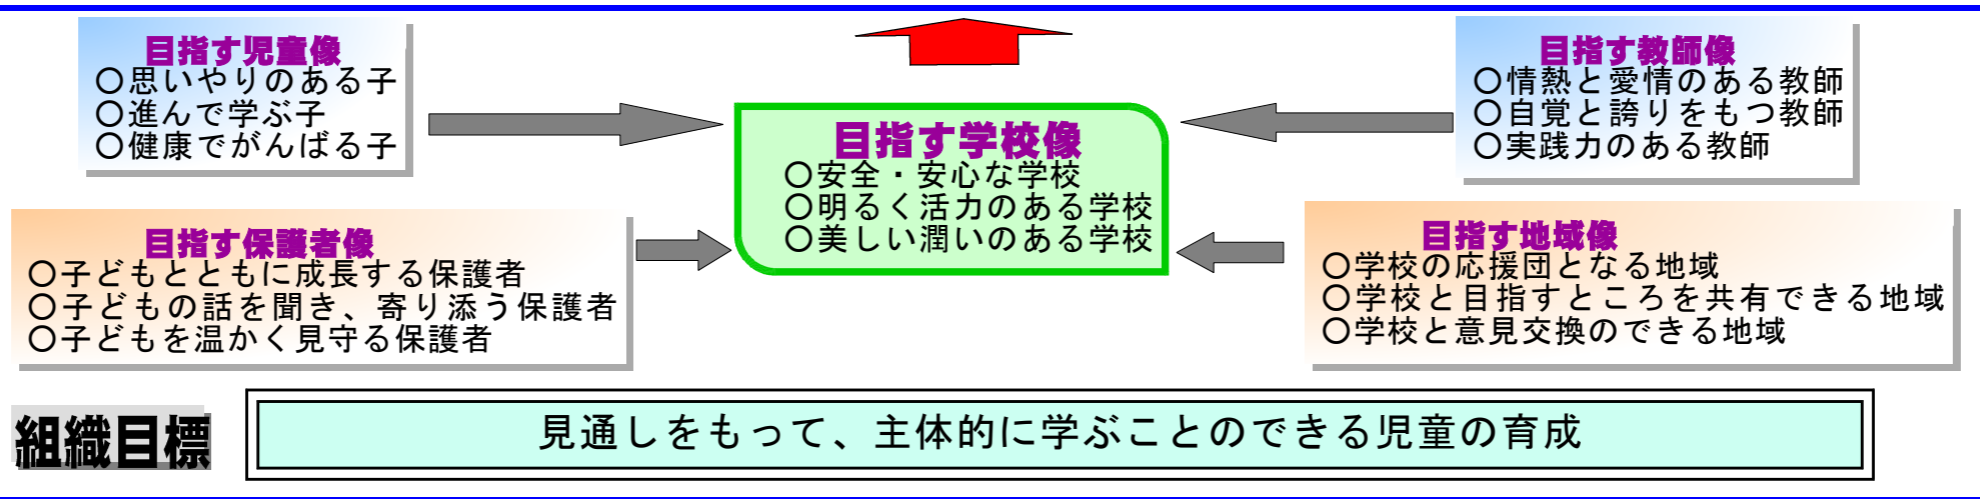 目指す児童像
○思いやりのある子
○進んで学ぶ子
○健康でがんばる子
目指す教師像
○情熱と愛情のある教師
○自覚と誇りをもつ教師
○実践力のある教師
目指す学校像
○安全・安心な学校
○明るく活力のある学校
○美しい潤いのある学校
目指す保護者像
○子どもとともに成長する保護者
○子どもの話を聞き、寄り添う保護者
○子どもを温かく見守る保護者
目指す地域像
○学校の応援団となる地域
○学校と目指すところを共有できる地域
○学校と意見交換のできる地域
組織目標
見通しをもって、主体的に学ぶことのできる児童の育成